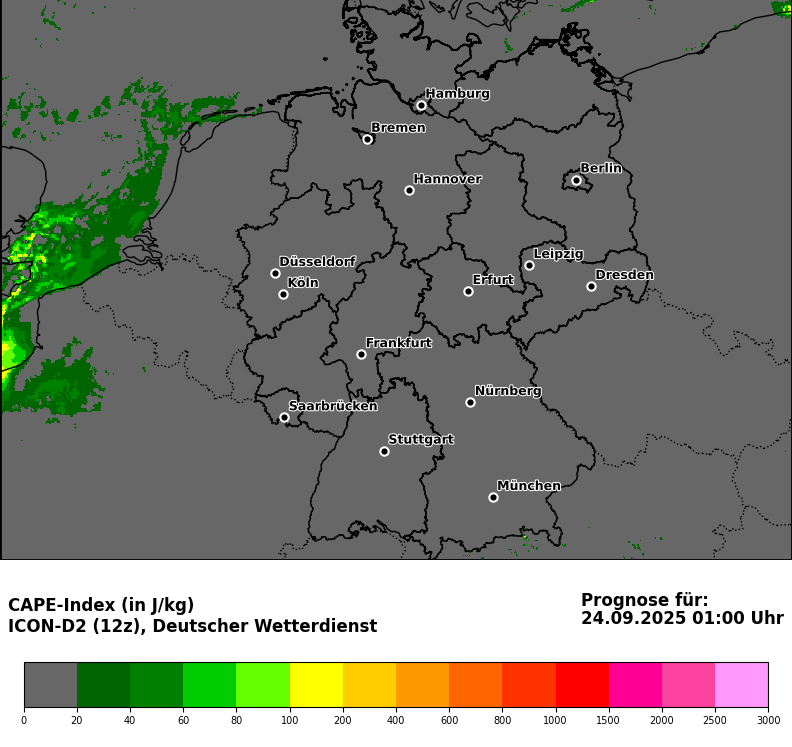 Hamburg
Bremen
Hannover
Berlin
Düsseldorf
Köln
Leipzig
Erfurt
Dresden
Frankfurt
Nürnberg
Saarbrücken
Stuttgart
München
CAPE-Index (in J/kg)
ICON-D2 (12z), Deutscher Wetterdienst
Prognose für:
24.09.2025 01:00 Uhr
0 20 40 60 80 100 200 400 600 800 1000 1500 2000 2500 3000